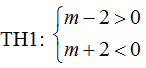 TH1: { m − 2 > 0
m + 2 < 0